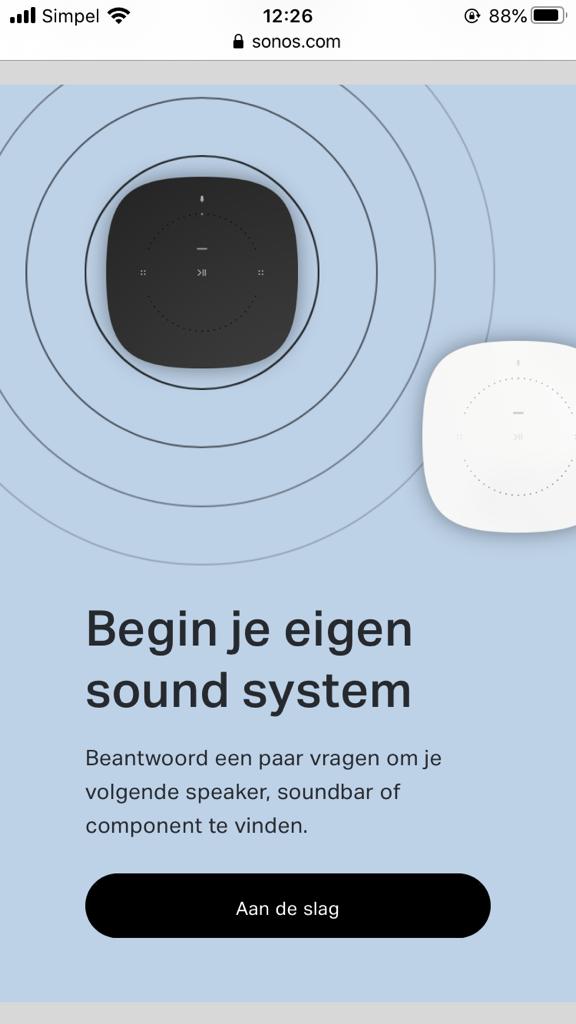 Simpel 12:26 88%
sonos.com
Begin je eigen
sound system
Beantwoord een paar vragen om je
volgende speaker, soundbar of
component te vinden.
Aan de slag